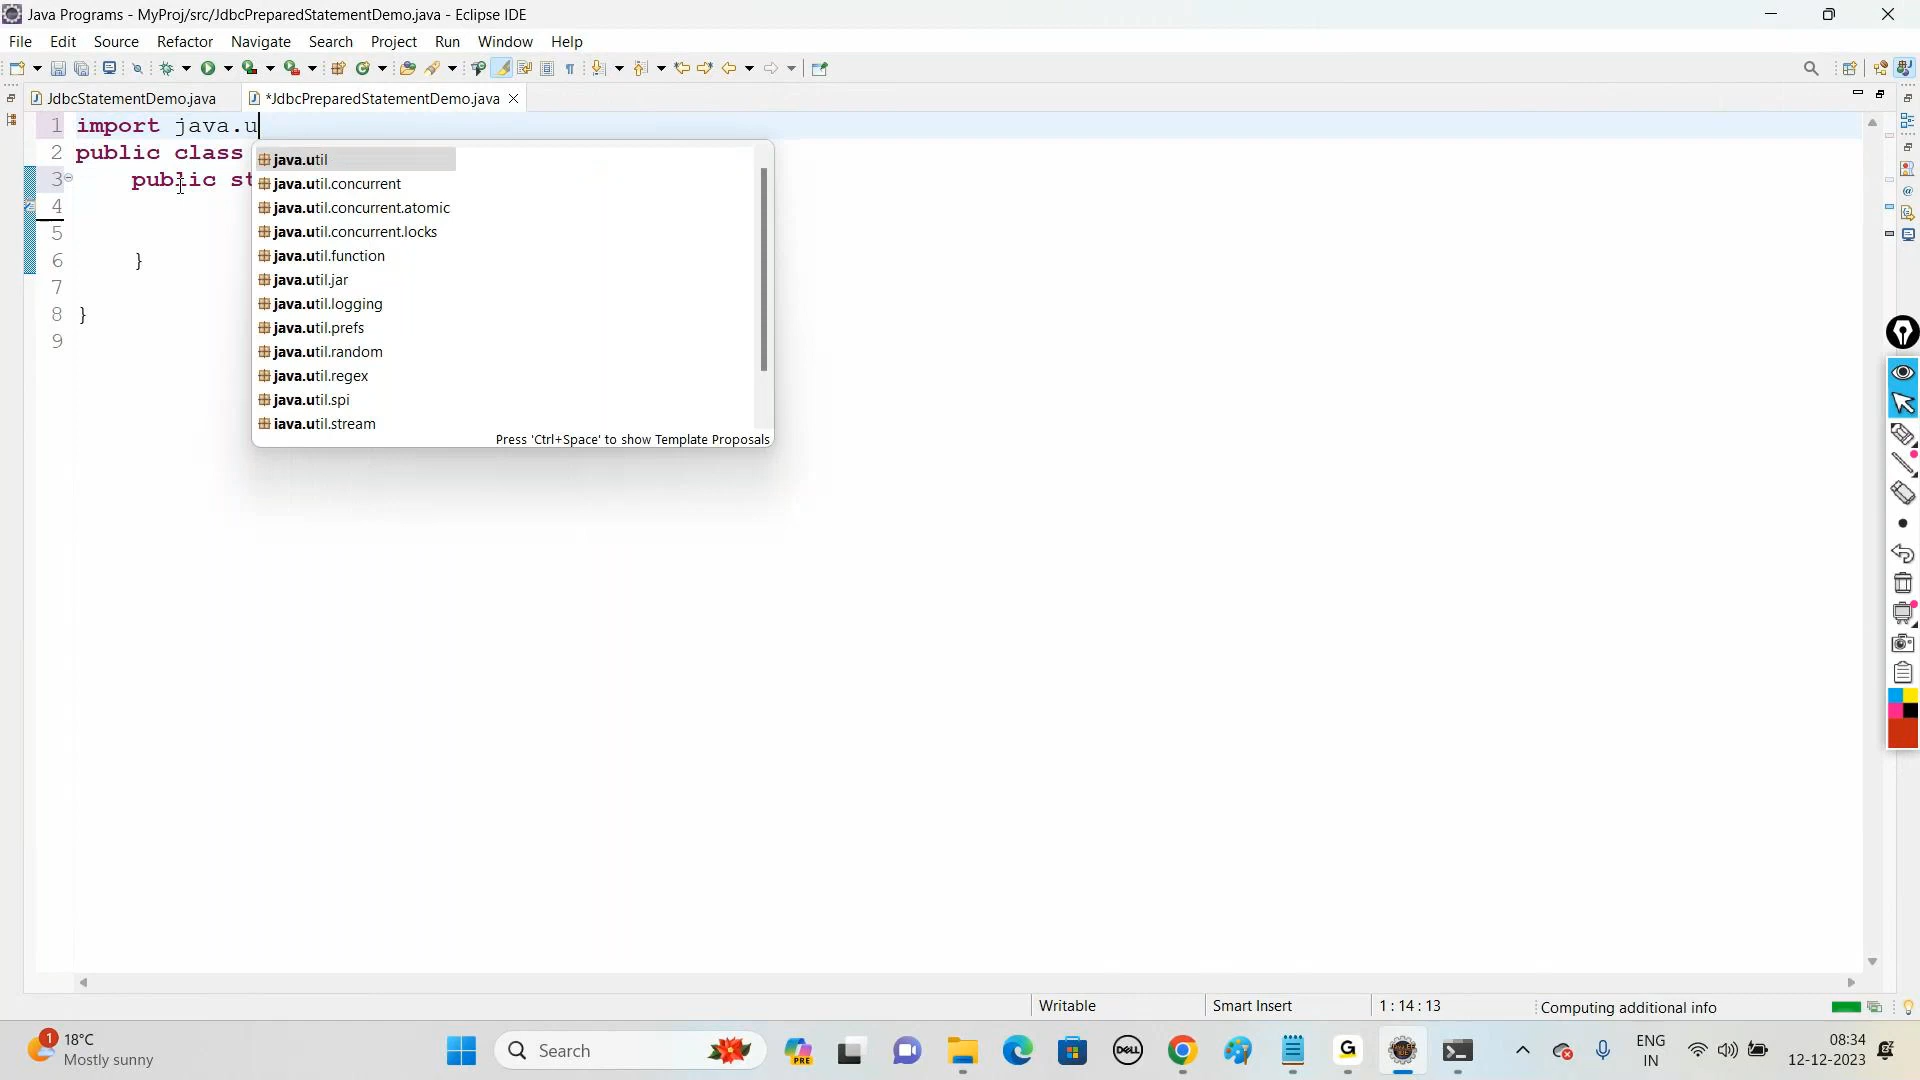 Java Programs - MyProj/src/JdbcPreparedStatementDemo.java - Eclipse IDE
File Edit Source Refactor Navigate Search Project Run Window Help
JdbcStatementDemo.java *JdbcPreparedStatementDemo.java
1 import java.u
2 public class
3 public st
4
5
6 }
7
8 }
9
java.util
java.util.concurrent
java.util.concurrent.atomic
java.util.concurrent.locks
java.util.function
java.util.jar
java.util.logging
java.util.prefs
java.util.random
java.util.regex
java.util.spi
java.util.stream
Press 'Ctrl+Space' to show Template Proposals
Writable Smart Insert 1 : 14 : 13 Computing additional info
1 18°C
Mostly sunny
Search
PRE
DELL
G
ENG
IN
08:34
12-12-2023